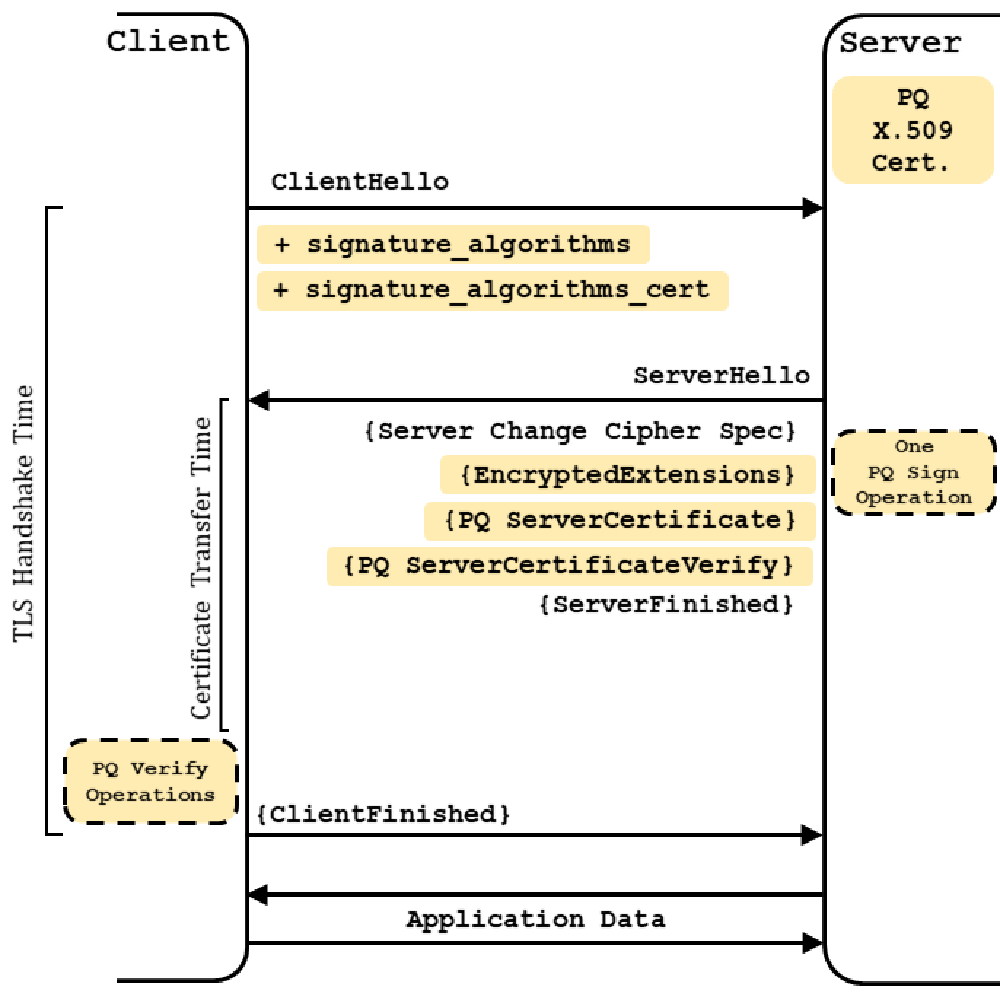 Client
Server
PQ
X.509
Cert.
ClientHello
+ signature_algorithms
+ signature_algorithms_cert
ServerHello
{Server Change Cipher Spec}
{EncryptedExtensions}
{PQ ServerCertificate}
{PQ ServerCertificateVerify}
{ServerFinished}
One
PQ Sign
Operation
TLS Handshake Time
Certificate Transfer Time
PQ Verify
Operations
{ClientFinished}
Application Data